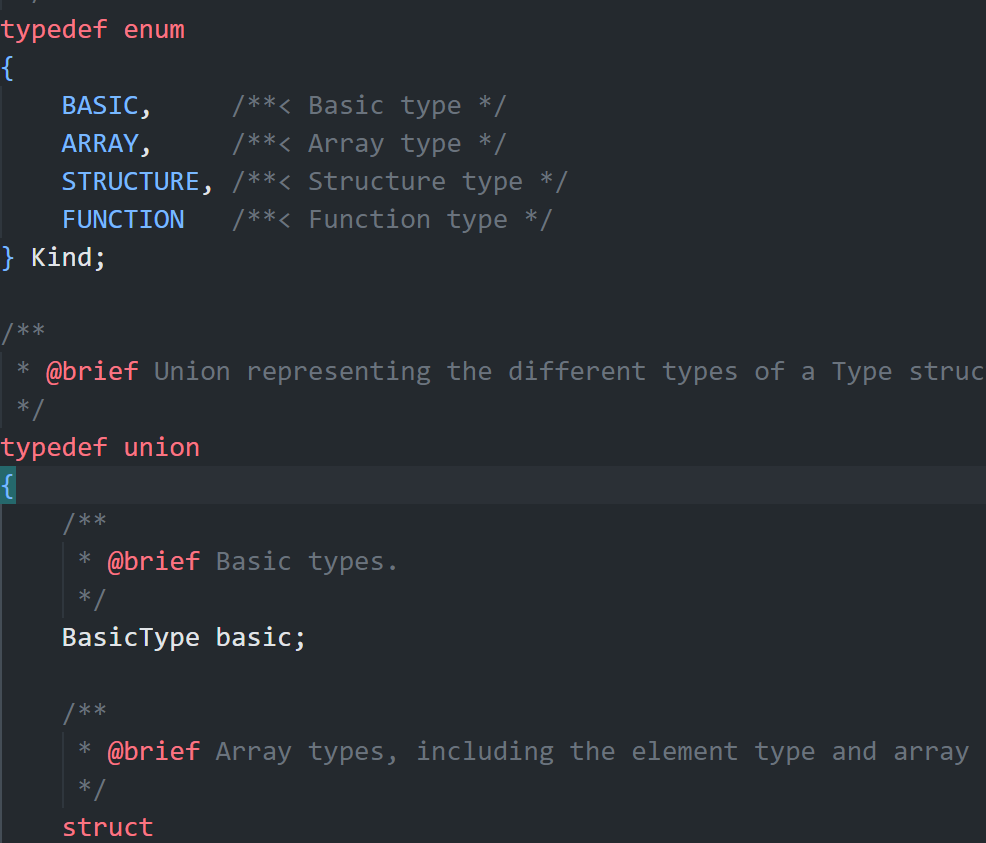 typedef enum
{
    BASIC,     /**< Basic type */
    ARRAY,     /**< Array type */
    STRUCTURE, /**< Structure type */
    FUNCTION   /**< Function type */
} Kind;
/**
 * @brief Union representing the different types of a Type struc
 */
typedef union
{
    /**
     * @brief Basic types.
     */
    BasicType basic;
    /**
     * @brief Array types, including the element type and array
     */
    struct